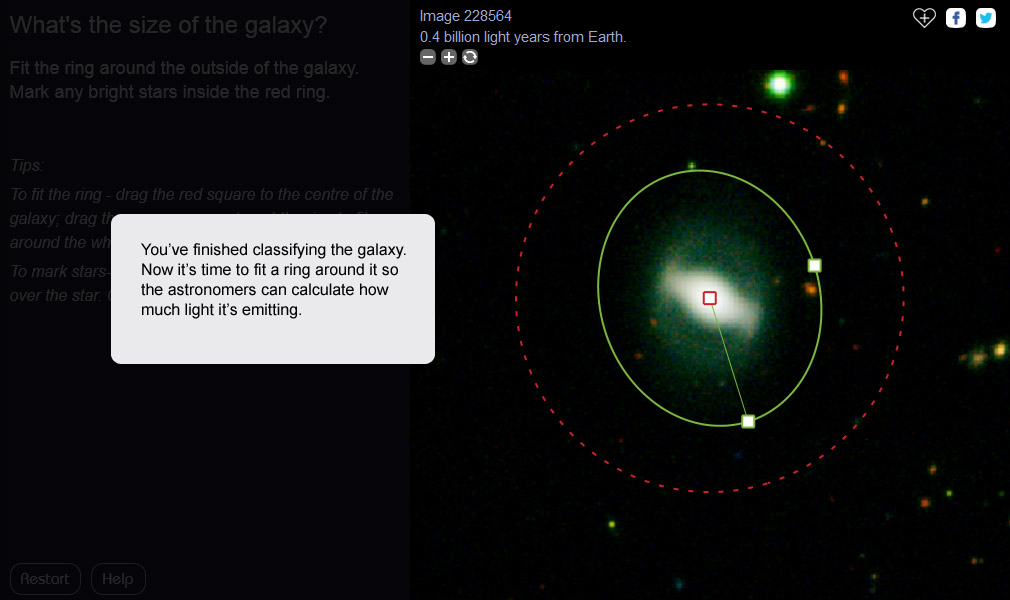 What's the size of the galaxy?
Fit the ring around the outside of the galaxy.
Mark any bright stars inside the red ring.
Tips:
To fit the ring - drag the red square to the centre of the
galaxy; drag
around the
To mark stars-
over the star.
You've finished classifying the galaxy.
Now it's time to fit a ring around it so
the astronomers can calculate how
much light it's emitting.
Restart
Help
Image 228564
0.4 billion light years from Earth.